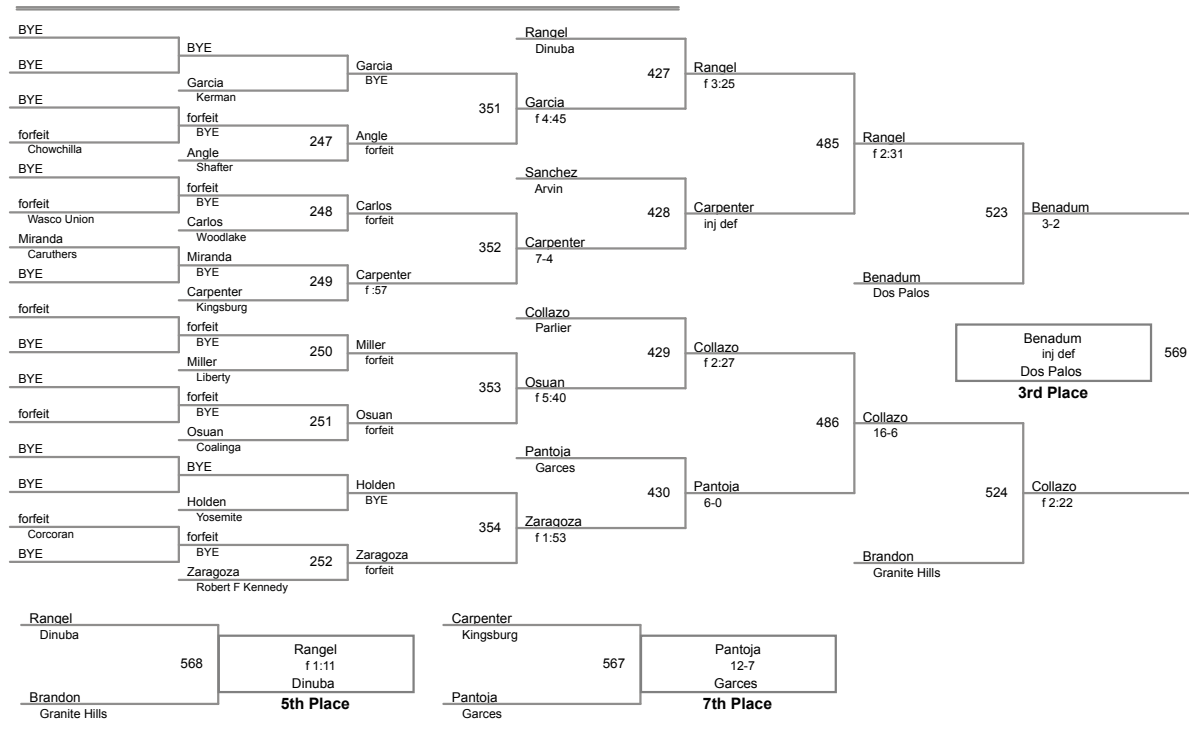 BYE
BYE
BYE
forfeit
Chowchilla
BYE
forfeit
Wasco Union
Miranda
Caruthers
BYE
forfeit
BYE
BYE
forfeit
BYE
BYE
forfeit
Corcoran
BYE
BYE
Garcia
Kerman
forfeit
BYE
247
Angle
Shafter
forfeit
BYE
248
Carlos
Woodlake
Miranda
BYE
249
Carpenter
Kingsburg
forfeit
BYE
250
Miller
Liberty
forfeit
BYE
251
Osuan
Coalinga
BYE
Holden
Yosemite
forfeit
BYE
252
Zaragoza
Robert F Kennedy
Garcia
BYE
351
Angle
forfeit
Carlos
forfeit
352
Carpenter
f :57
Miller
forfeit
353
Osuan
forfeit
Holden
BYE
354
Zaragoza
forfeit
Rangel
Dinuba
427
Garcia
f 4:45
Sanchez
Arvin
428
Carpenter
7-4
Collazo
Parlier
429
Osuan
f 5:40
Pantoja
Garces
430
Zaragoza
f 1:53
Rangel
f 3:25
485
Carpenter
inj def
Collazo
f 2:27
486
Pantoja
6-0
Rangel
f 2:31
523
Benadum
Dos Palos
Collazo
16-6
524
Brandon
Granite Hills
Benadum
3-2
Benadum
inj def
Dos Palos
569
3rd Place
Collazo
f 2:22
Rangel
Dinuba
568
Brandon
Granite Hills
Rangel
f 1:11
Dinuba
5th Place
Carpenter
Kingsburg
567
Pantoja
Garces
Pantoja
12-7
Garces
7th Place